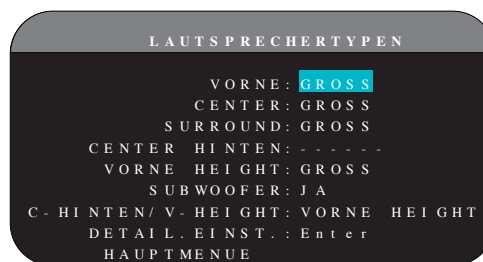 LAUTSPRECHERTYPEN
VORNE: GROSS
CENTER: GROSS
SURROUND: GROSS
CENTER HINTEN: ------
VORNE HEIGHT: GROSS
SUBWOOFER: JA
C-HINTEN/V-HEIGHT: VORNE HEIGHT
DETAIL.EINST.: Enter
HAUPTMENUE